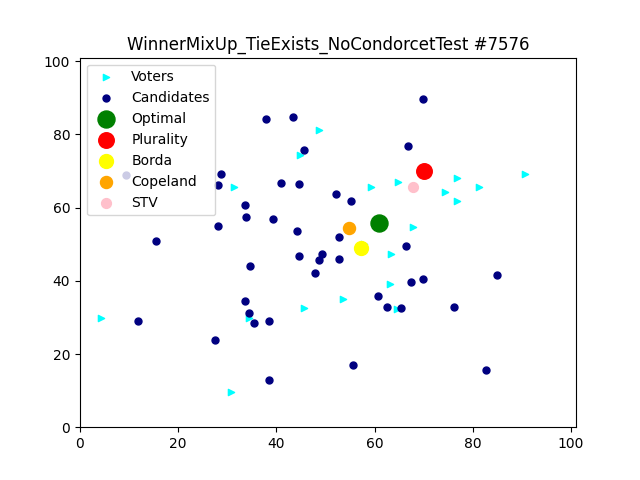 WinnerMixUp_TieExists_NoCondorcetTest #7576
100
80
60
40
20
0
Voters
Candidates
Optimal
Plurality
Borda
Copeland
STV
0 20 40 60 80 100